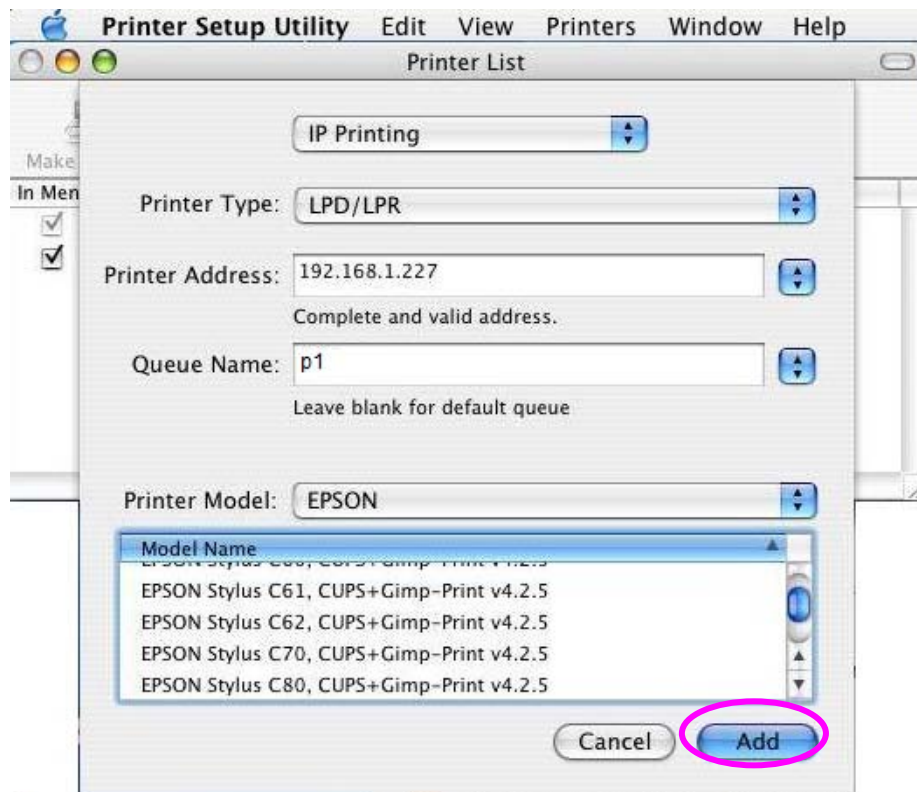 Printer Setup Utility Edit View Printers Window Help
Printer List
Make
In Men
IP Printing
Printer Type: LPD/LPR
Printer Address: 192.168.1.227
Complete and valid address.
Queue Name: p1
Leave blank for default queue
Printer Model: EPSON
Model Name
EPSON Stylus C61, CUPS+Gimp-Print v4.2.5
EPSON Stylus C62, CUPS+Gimp-Print v4.2.5
EPSON Stylus C70, CUPS+Gimp-Print v4.2.5
EPSON Stylus C80, CUPS+Gimp-Print v4.2.5
Cancel Add